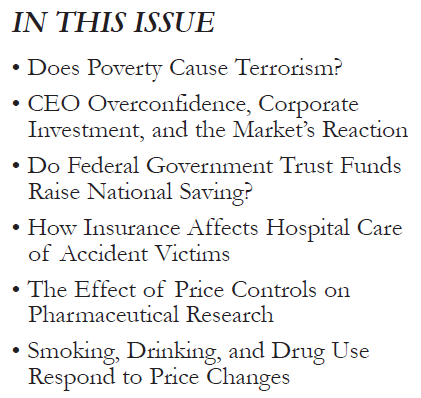 IN THIS ISSUE
• Does Poverty Cause Terrorism?
• CEO Overconfidence, Corporate
Investment, and the Market's Reaction
• Do Federal Government Trust Funds
Raise National Saving?
• How Insurance Affects Hospital Care
of Accident Victims
• The Effect of Price Controls on
Pharmaceutical Research
• Smoking, Drinking, and Drug Use
Respond to Price Changes